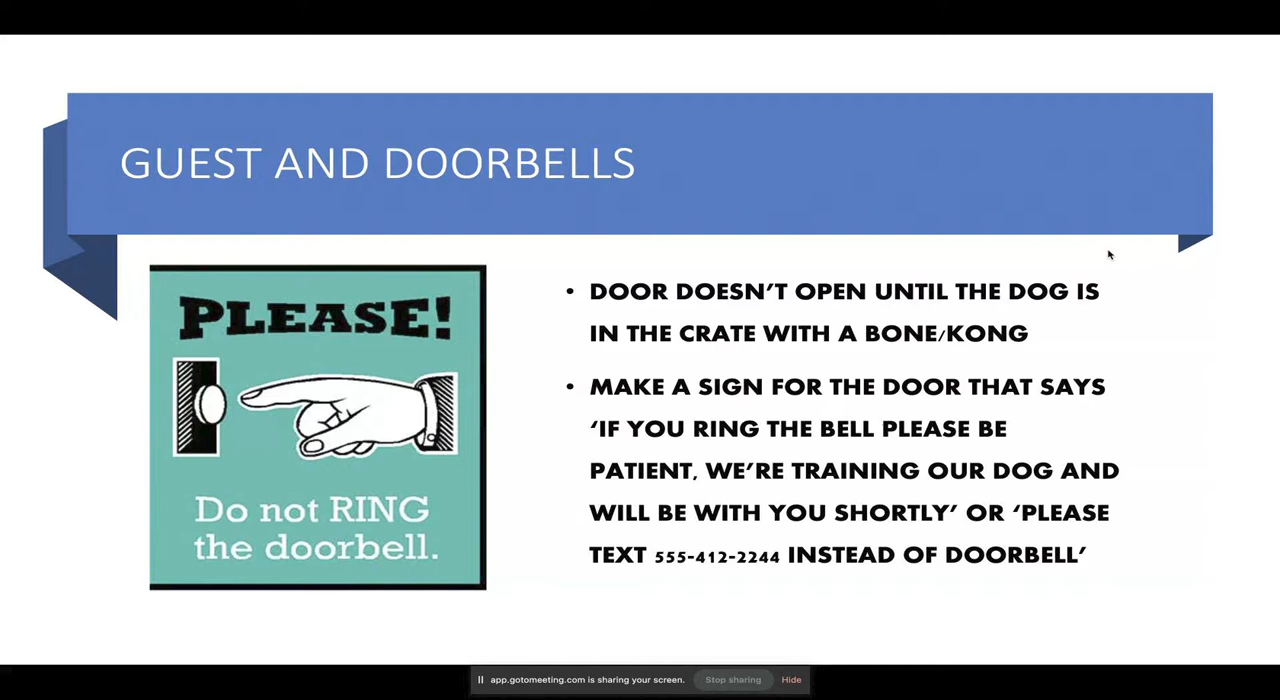 GUEST AND DOORBELLS
PLEASE!
Do not RING
the doorbell.
• DOOR DOESN'T OPEN UNTIL THE DOG IS
IN THE CRATE WITH A BONE/KONG
• MAKE A SIGN FOR THE DOOR THAT SAYS
‘IF YOU RING THE BELL PLEASE BE
PATIENT, WE'RE TRAINING OUR DOG AND
WILL BE WITH YOU SHORTLY’ OR ‘PLEASE
TEXT 555-412-2244 INSTEAD OF DOORBELL’
app.gotomeeting.com is sharing your screen. Stop sharing Hide